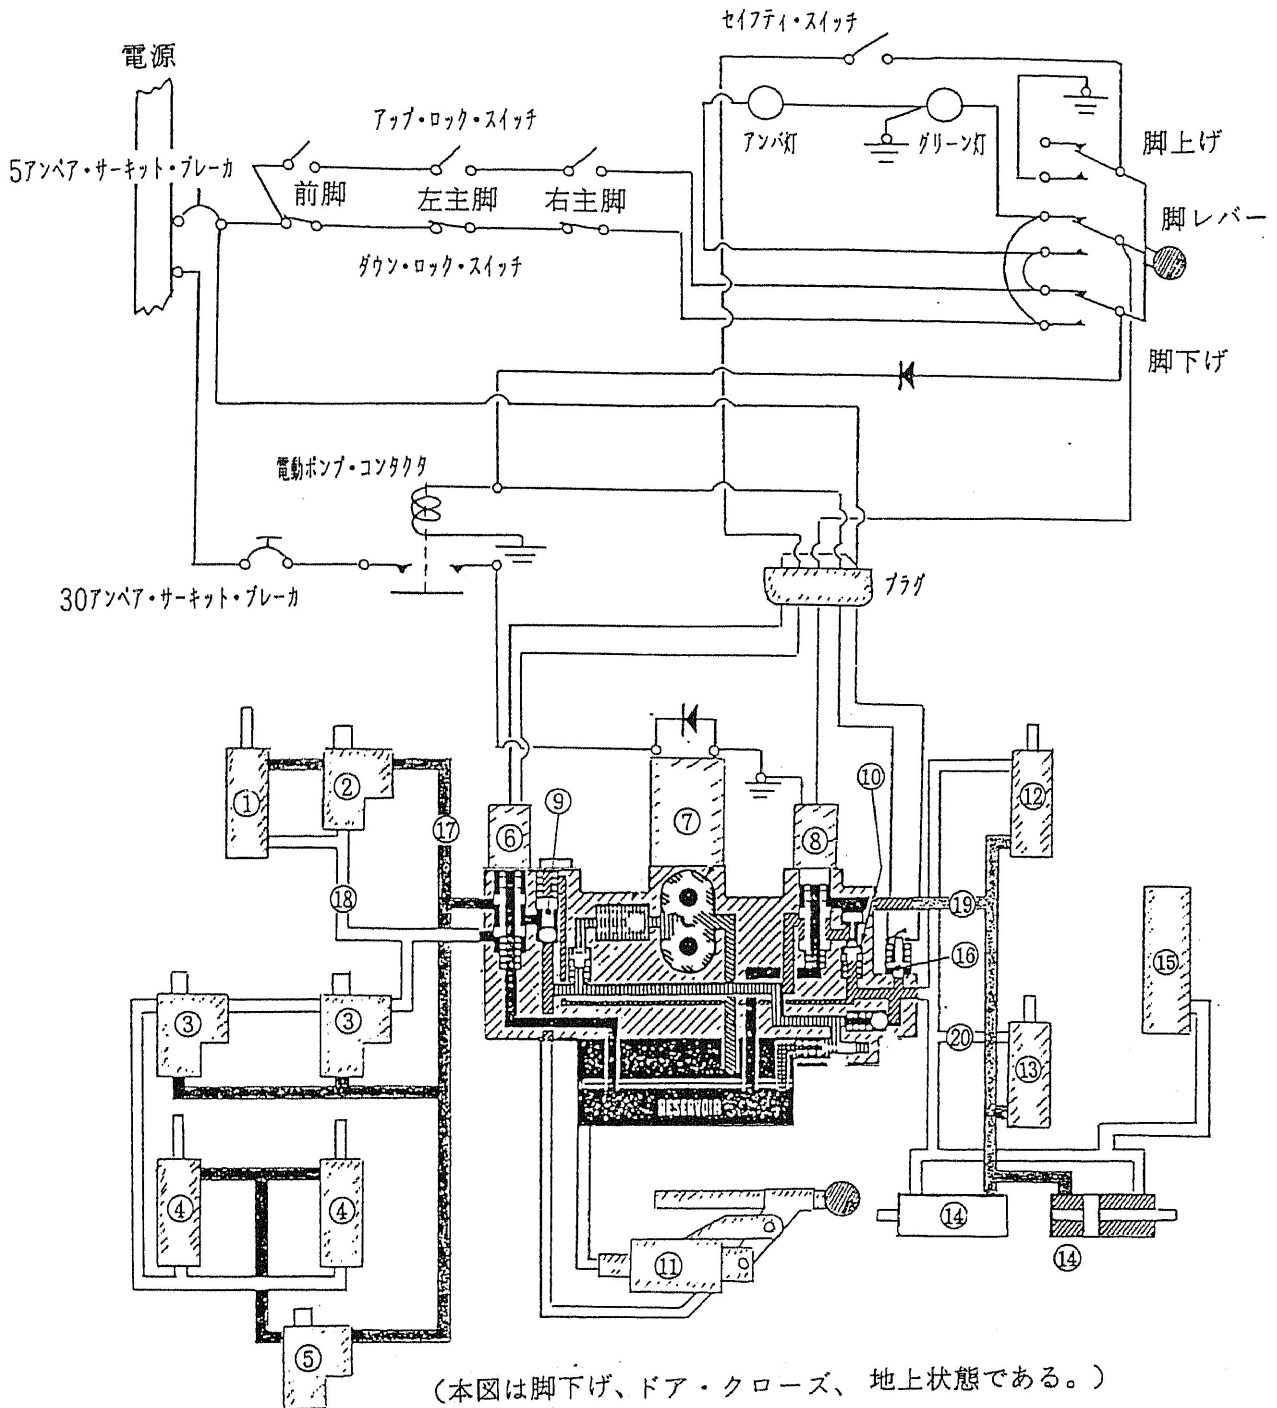 セイフティ・スイッチ
電源
アップ・ロック・スイッチ
アンバ灯
グリーン灯
脚上げ
5アンペア・サーキット・ブレーカ
前脚
左主脚
右主脚
脚レバー
ダウン・ロック・スイッチ
脚下げ
電動ポンプ・コンタクタ
30アンペア・サーキット・ブレーカ
プラグ
①
②
⑰
⑥
⑨
⑦
⑧
⑩
⑫
⑱
⑲
③
③
⑯
⑮
⑳
⑬
RESERVOIR
④
④
⑭
⑭
⑪
⑤
(本図は脚下げ、ドア・クローズ、地上状態である。)